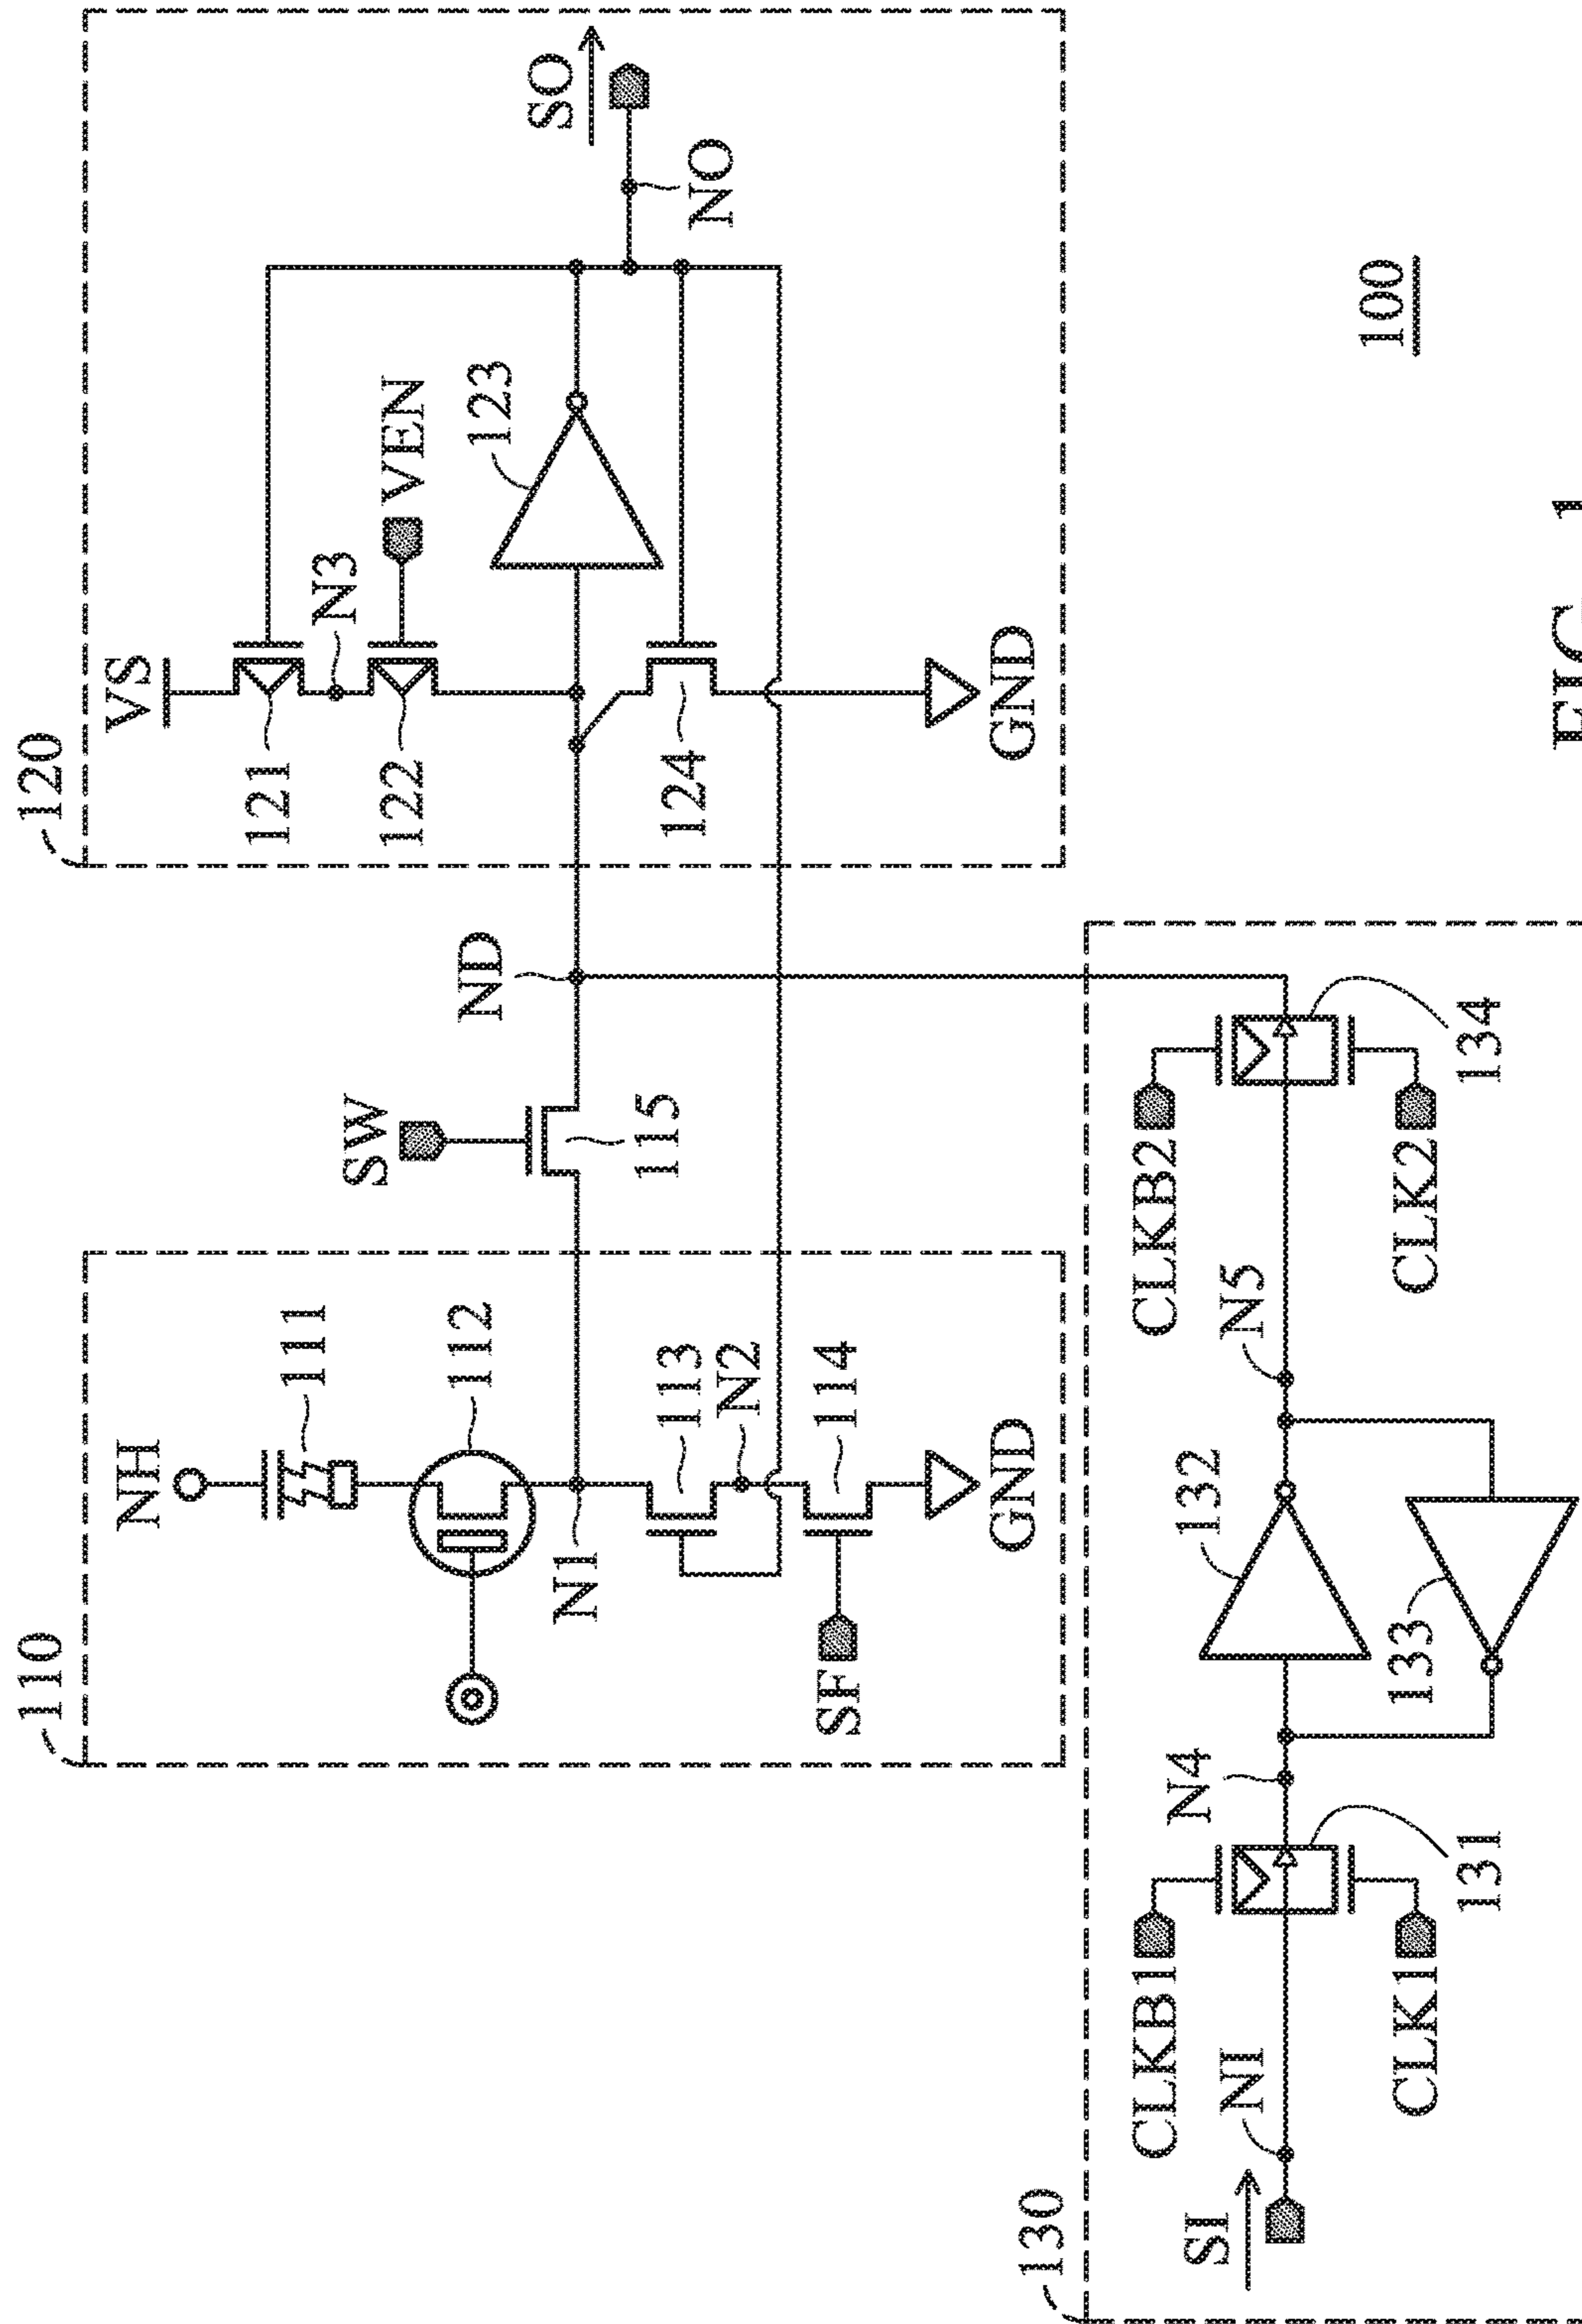 110
NH
111
112
N1
113
N2
114
SF
GND
SW
115
ND
120
VS
121
N3
122
VEN
123
124
GND
SO
NO
130
SI
NI
CLKB1
CLK1
131
N4
132
133
N5
CLKB2
CLK2
134
100